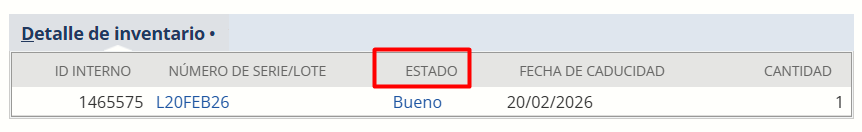 Detalle de inventario •
ID INTERNO NÚMERO DE SERIE/LOTE ESTADO FECHA DE CADUCIDAD CANTIDAD
1465575 L20FEB26 Bueno 20/02/2026 1